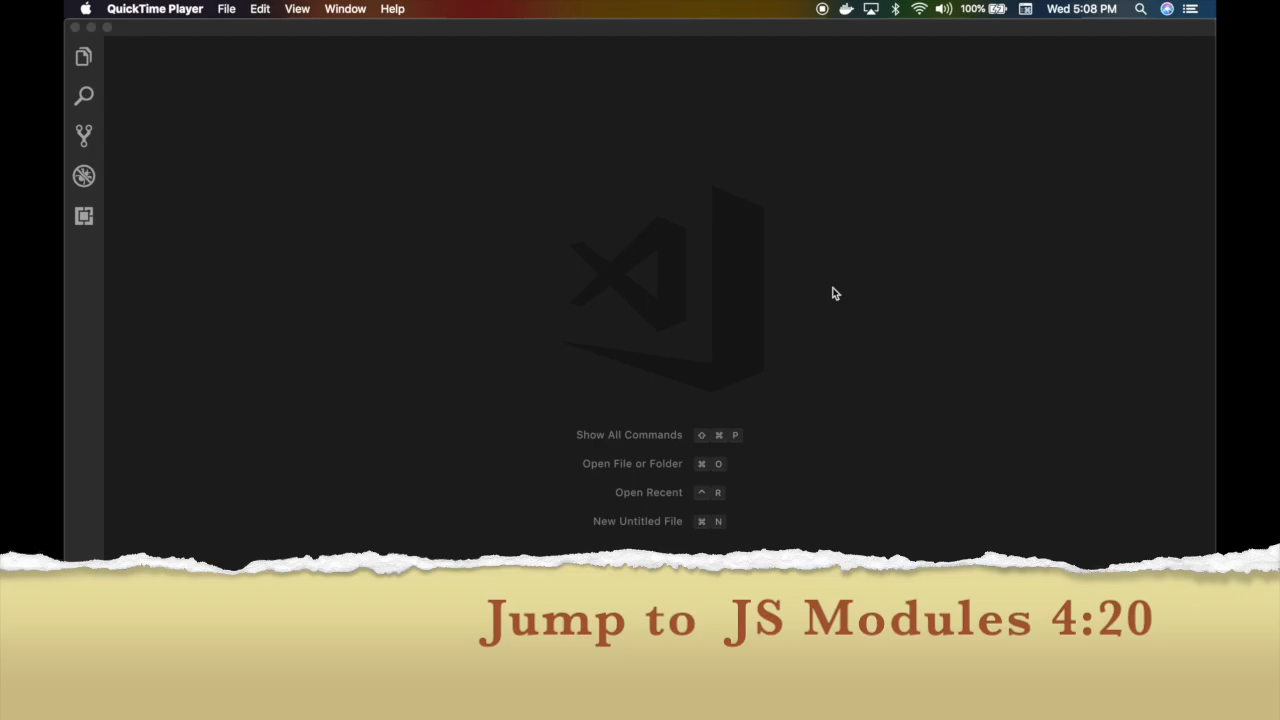 QuickTime Player File Edit View Window Help 100% Wed 5:08 PM
Show All Commands ⇧ ⌘ P
Open File or Folder ⌘ O
Open Recent ^ R
New Untitled File ⌘ N
Jump to JS Modules 4:20